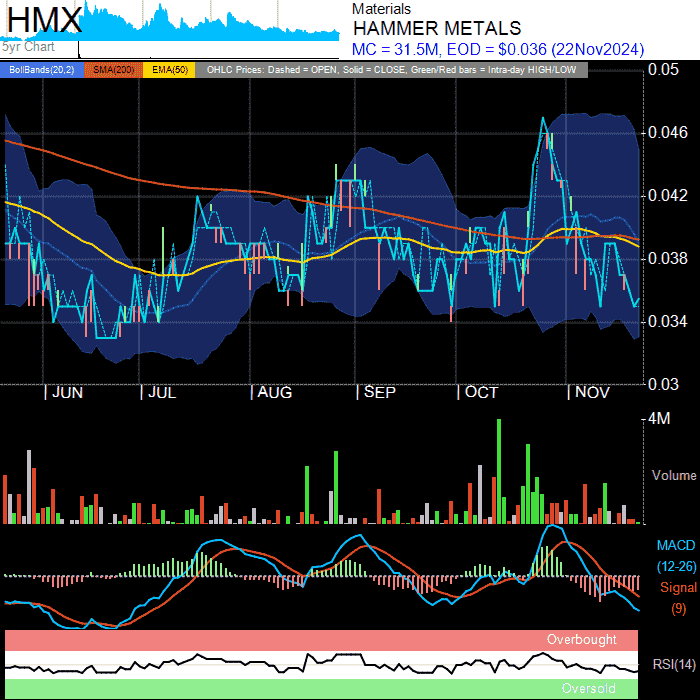 HMX
5yr Chart
Materials
HAMMER METALS
MC = 31.5M, EOD = $0.036 (22Nov2024)
BollBands(20,2) SMA(200) EMA(50) OHLC Prices: Dashed = OPEN, Solid = CLOSE, Green/Red bars = Intra-day HIGH/LOW
0.05
0.046
0.042
0.038
0.034
0.03
JUN JUL AUG SEP OCT NOV
4M
Volume
MACD
(12-26)
Signal
(9)
Overbought
RSI(14)
Oversold